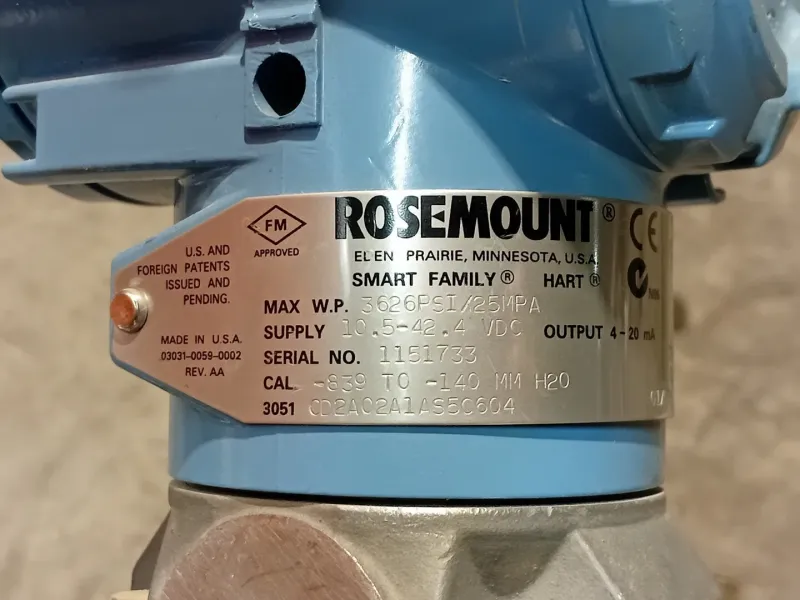 FM
APPROVED
ROSEMOUNT®
CE
U.S. AND
FOREIGN PATENTS
ISSUED AND
PENDING.
EDEN PRAIRIE, MINNESOTA, U.S.A.
SMART FAMILY® HART®
MAX W.P. 3626PSI/25MPA
SUPPLY 10.5-42.4 VDC OUTPUT 4-20 mA
MADE IN U.S.A.
03031-0059-0002
REV. AA
SERIAL NO. 1151733
CAL. -839 TO -140 MM H2O
3051 CD2A02A1AS5C604